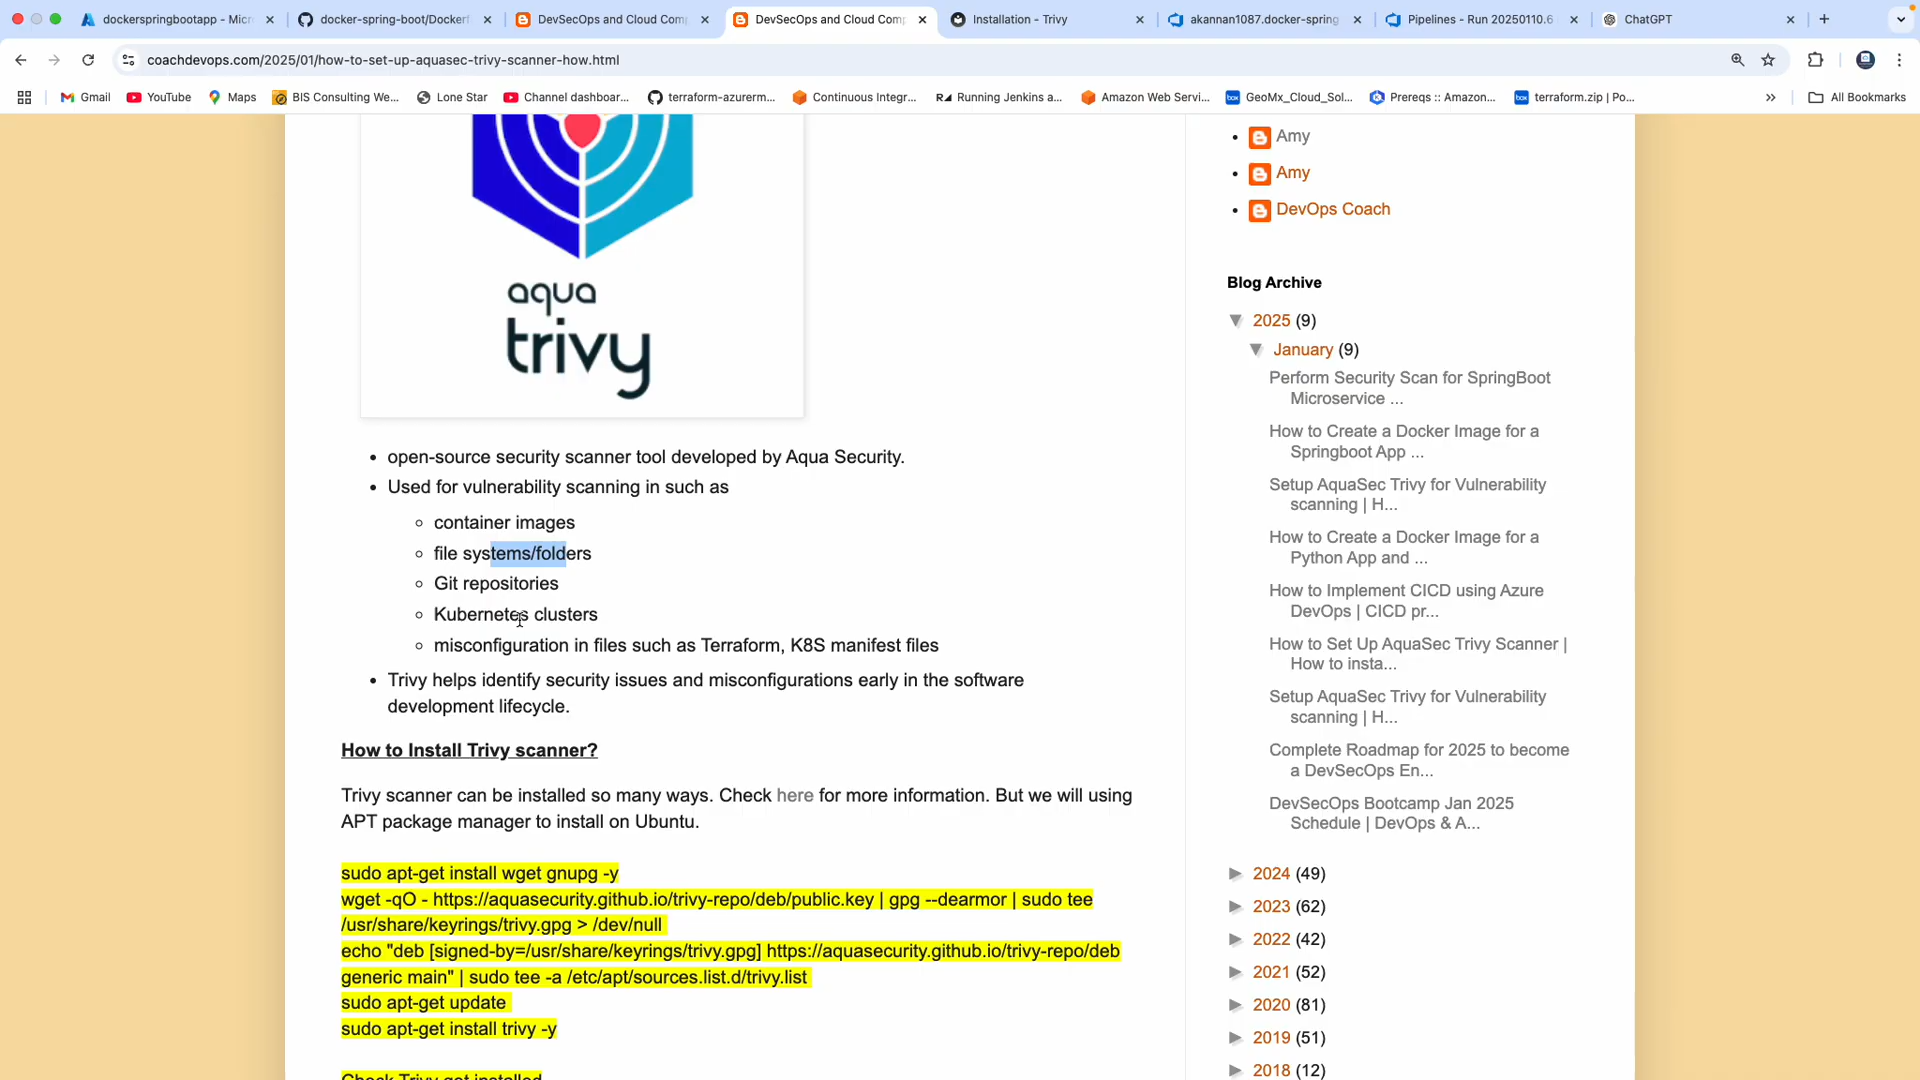 dockerspringbootapp - Micr
docker-spring-boot/Dockerf
DevSecOps and Cloud Comp
DevSecOps and Cloud Comp
Installation - Trivy
akannan1087.docker-spring
Pipelines - Run 20250110.6
ChatGPT
coachdevops.com/2025/01/how-to-set-up-aquasec-trivy-scanner-how.html
Gmail
YouTube
Maps
BIS Consulting We...
Lone Star
Channel dashboar...
terraform-azurerm...
Continuous Integr...
Running Jenkins a...
Amazon Web Servi...
GeoMx_Cloud_Sol...
Prereqs :: Amazon...
terraform.zip | Po...
All Bookmarks
aqua
trivy
open-source security scanner tool developed by Aqua Security.
Used for vulnerability scanning in such as
container images
file systems/folders
Git repositories
Kubernetes clusters
misconfiguration in files such as Terraform, K8S manifest files
Trivy helps identify security issues and misconfigurations early in the software
development lifecycle.
How to Install Trivy scanner?
Trivy scanner can be installed so many ways. Check here for more information. But we will using
APT package manager to install on Ubuntu.
sudo apt-get install wget gnupg -y
wget -qO - https://aquasecurity.github.io/trivy-repo/deb/public.key | gpg --dearmor | sudo tee
/usr/share/keyrings/trivy.gpg > /dev/null
echo "deb [signed-by=/usr/share/keyrings/trivy.gpg] https://aquasecurity.github.io/trivy-repo/deb
generic main" | sudo tee -a /etc/apt/sources.list.d/trivy.list
sudo apt-get update
sudo apt-get install trivy -y
Check Trivy got installed
Amy
Amy
DevOps Coach
Blog Archive
▼ 2025 (9)
▼ January (9)
Perform Security Scan for SpringBoot
Microservice ...
How to Create a Docker Image for a
Springboot App ...
Setup AquaSec Trivy for Vulnerability
scanning | H...
How to Create a Docker Image for a
Python App and ...
How to Implement CICD using Azure
DevOps | CICD pr...
How to Set Up AquaSec Trivy Scanner |
How to insta...
Setup AquaSec Trivy for Vulnerability
scanning | H...
Complete Roadmap for 2025 to become
a DevSecOps En...
DevSecOps Bootcamp Jan 2025
Schedule | DevOps & A...
► 2024 (49)
► 2023 (62)
► 2022 (42)
► 2021 (52)
► 2020 (81)
► 2019 (51)
► 2018 (12)